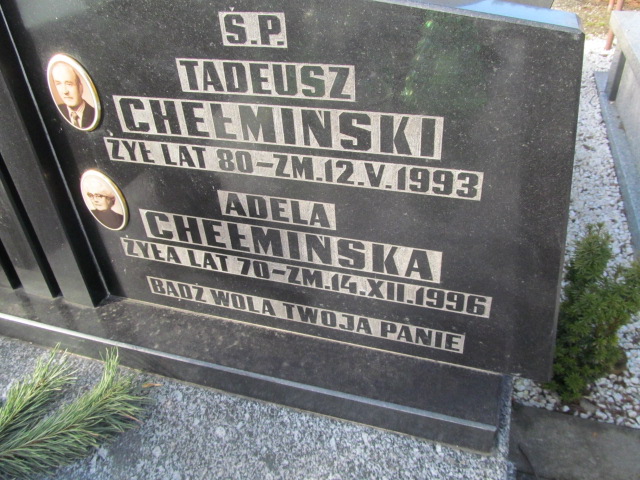 Ś.P.
TADEUSZ
CHEŁMIŃSKI
ŻYŁ LAT 80-ZM.12.V.1993
ADELA
CHEŁMIŃSKA
ŻYŁA LAT 70-ZM.14.XII.1996
BĄDŹ WOLA TWOJA PANIE